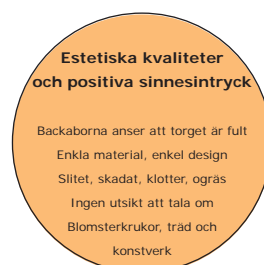 Estetiska kvaliteter
och positiva sinnesintryck
Backaborna anser att torget är fult
Enkla material, enkel design
Slitet, skadat, klotter, ogräs
Ingen utsikt att tala om
Blomsterkrukor, träd och
konstverk